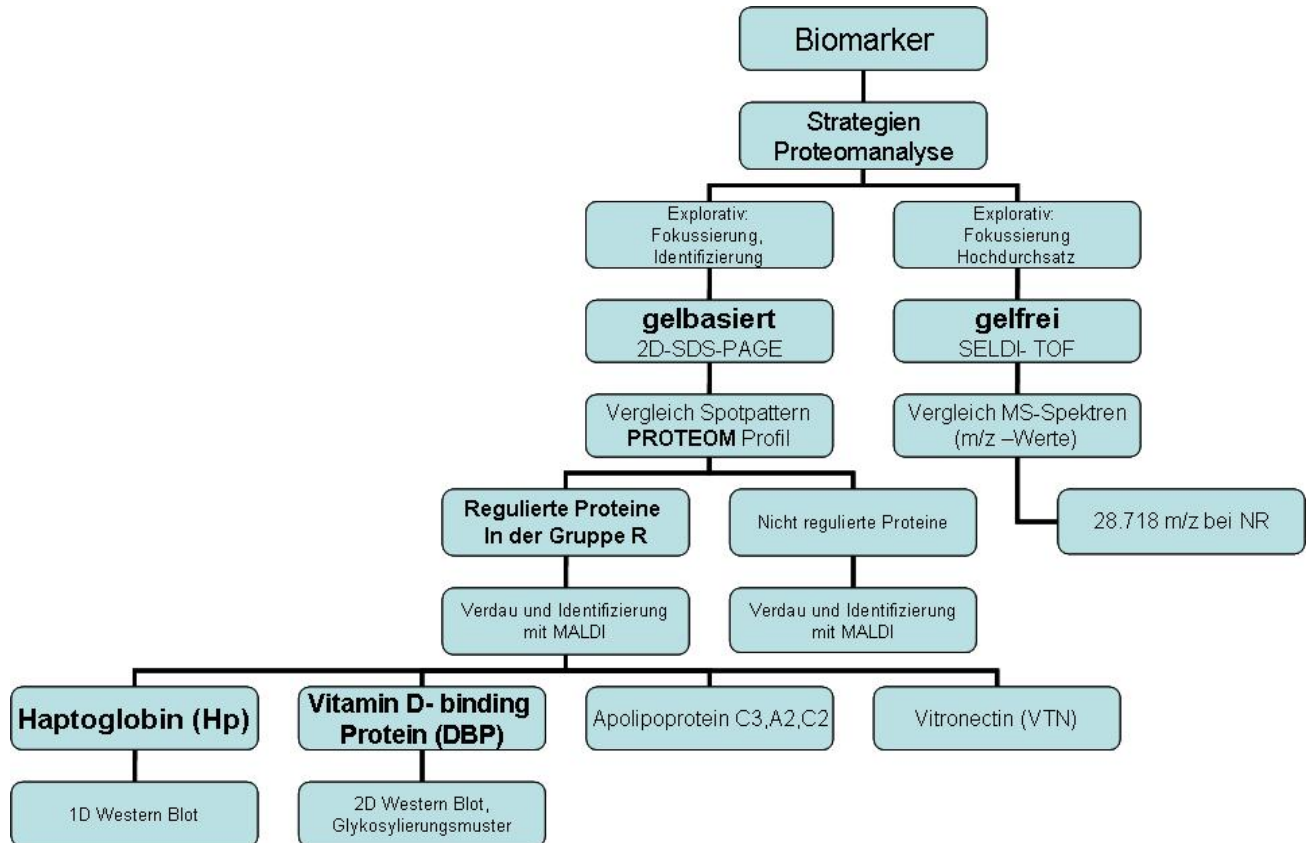 Biomarker
Strategien
Proteomanalyse
Explorativ:
Fokussierung,
Identifizierung
Explorativ:
Fokussierung
Hochdurchsatz
gelbasiert
2D-SDS-PAGE
gelfrei
SELDI- TOF
Vergleich Spotpattern
PROTEOM Profil
Vergleich MS-Spektren
(m/z –Werte)
Regulierte Proteine
In der Gruppe R
Nicht regulierte Proteine
28.718 m/z bei NR
Verdau und Identifizierung
mit MALDI
Verdau und Identifizierung
mit MALDI
Haptoglobin (Hp)
Vitamin D- binding
Protein (DBP)
Apolipoprotein C3,A2,C2
Vitronectin (VTN)
1D Western Blot
2D Western Blot,
Glykosylierungsmuster